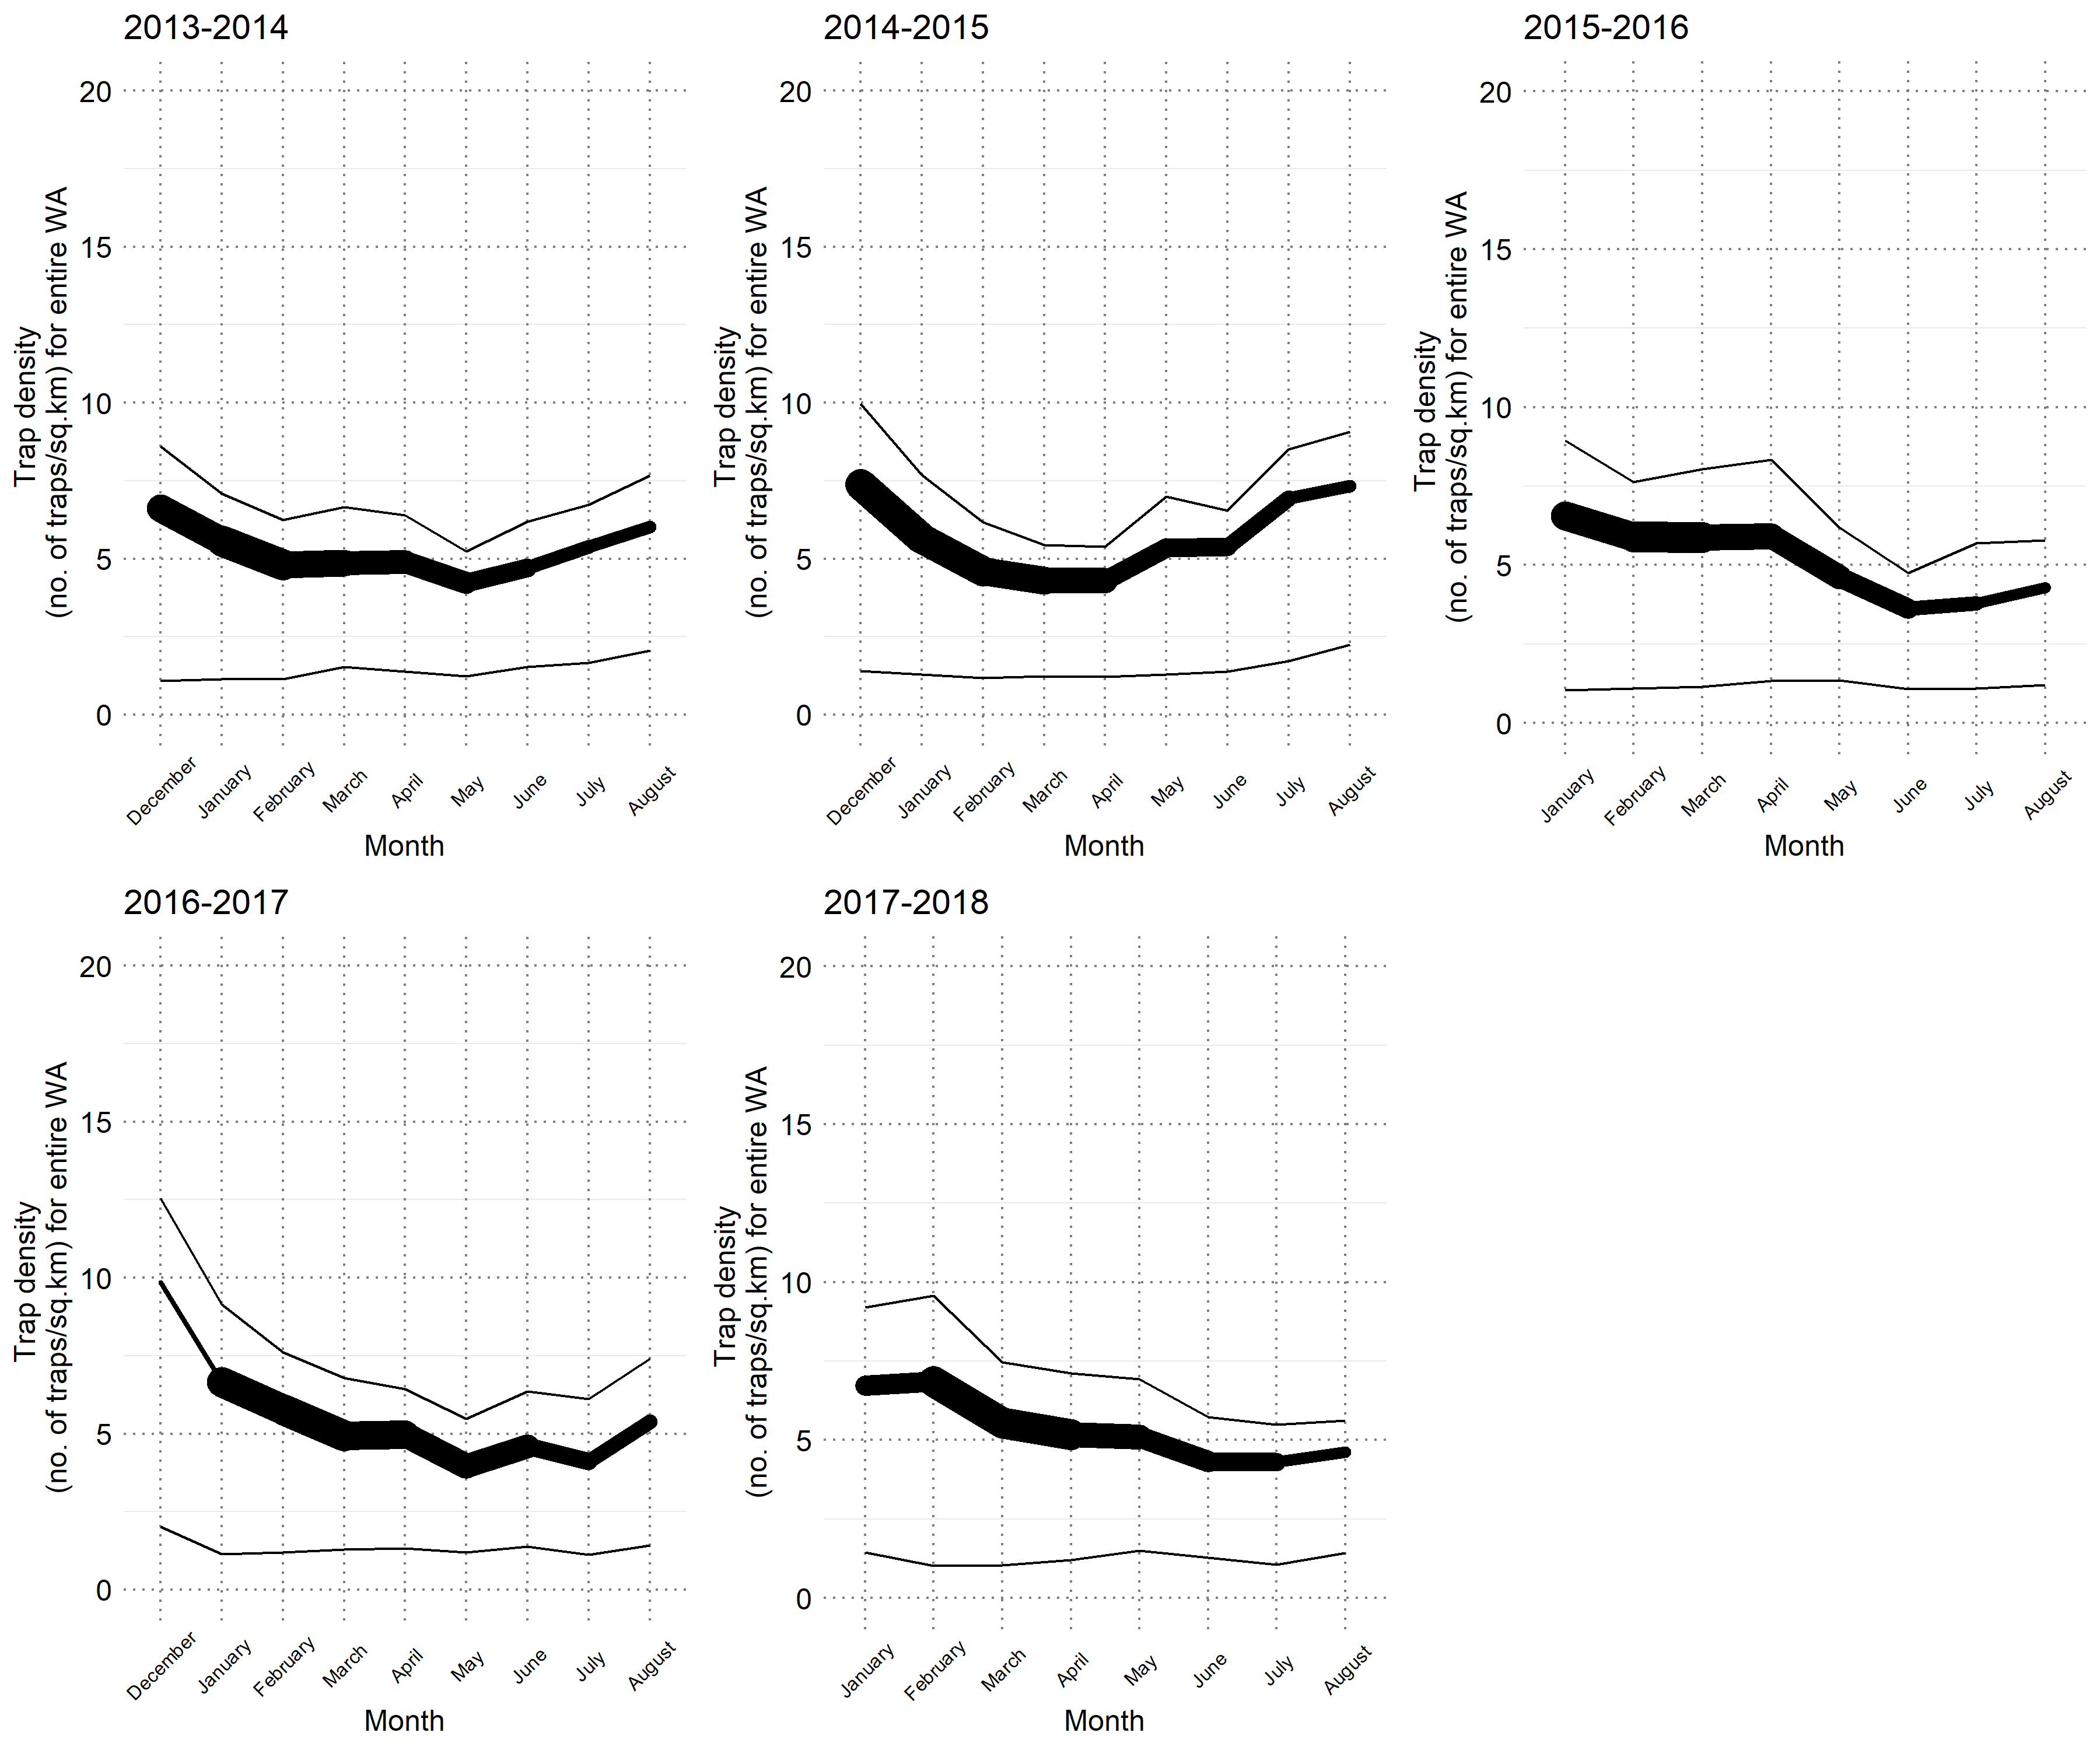 2013-2014
Trap density
(no. of traps/sq.km) for entire WA
20
15
10
5
0
December
January
February
March
April
May
June
July
August
Month
2014-2015
Trap density
(no. of traps/sq.km) for entire WA
20
15
10
5
0
December
January
February
March
April
May
June
July
August
Month
2015-2016
Trap density
(no. of traps/sq.km) for entire WA
20
15
10
5
0
January
February
March
April
May
June
July
August
Month
2016-2017
Trap density
(no. of traps/sq.km) for entire WA
20
15
10
5
0
December
January
February
March
April
May
June
July
August
Month
2017-2018
Trap density
(no. of traps/sq.km) for entire WA
20
15
10
5
0
January
February
March
April
May
June
July
August
Month